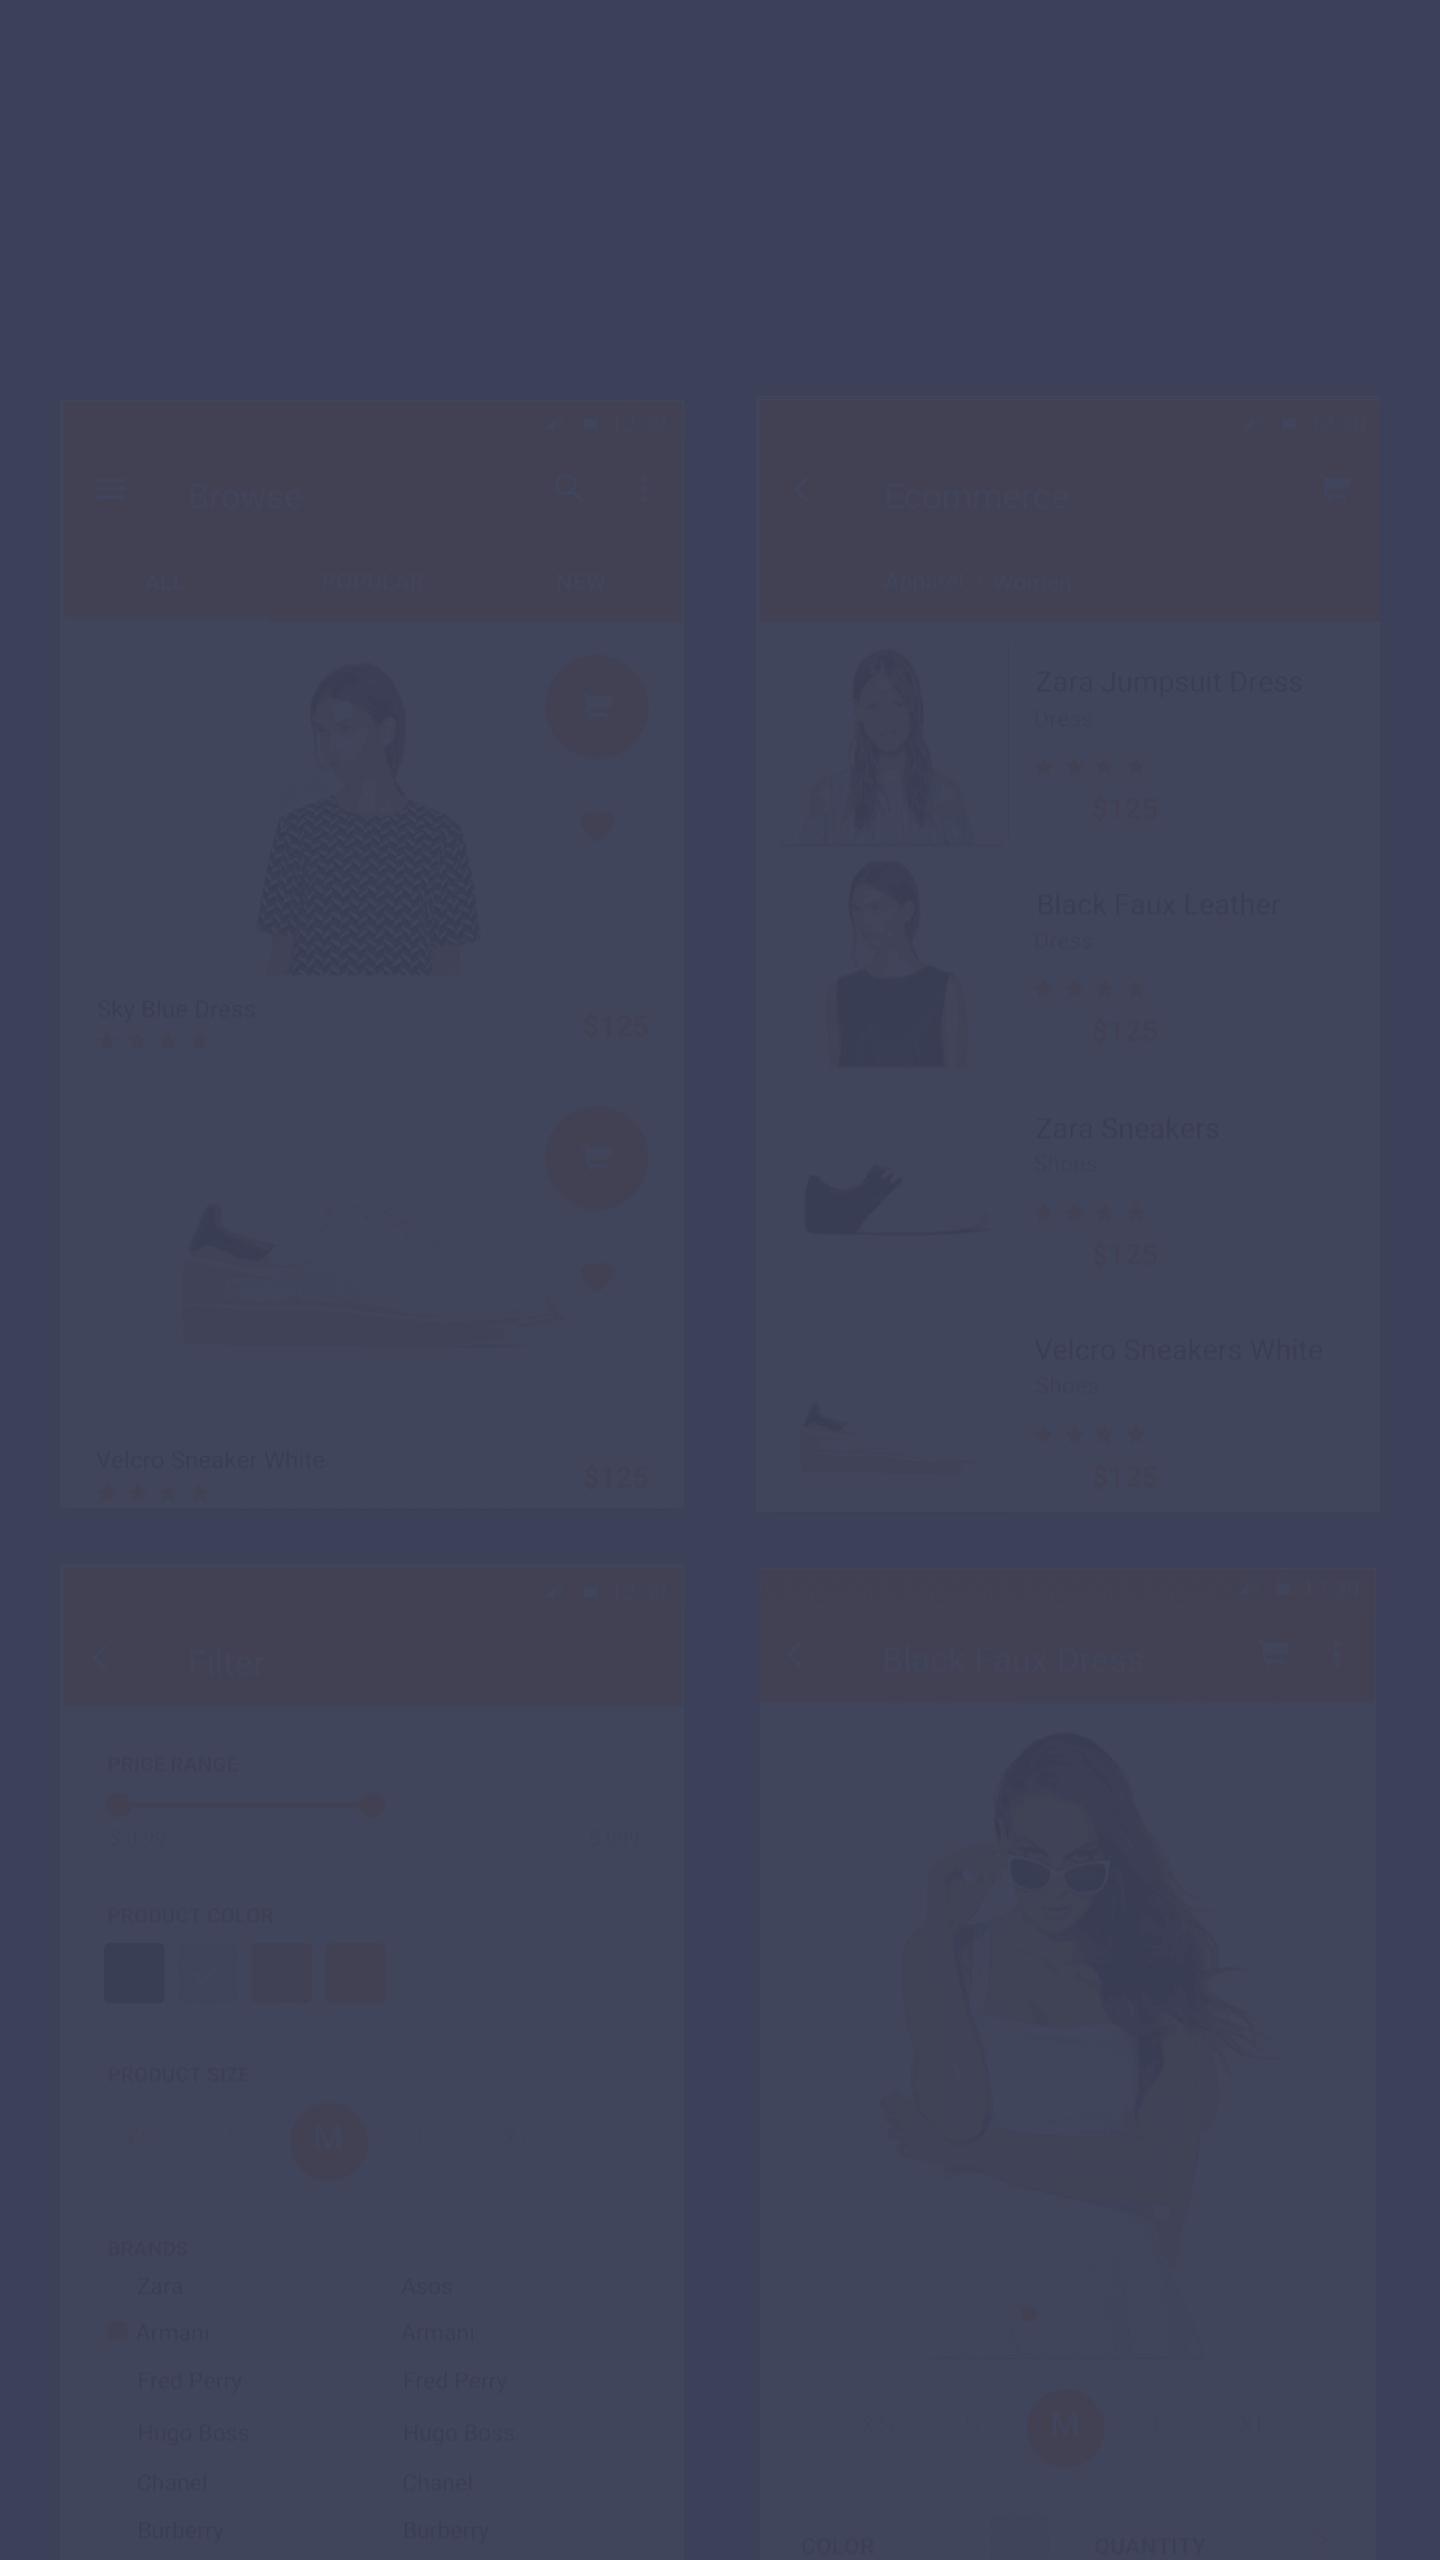 Browse
ALL POPULAR NEW
Sky Blue Dress
$125
Velcro Sneaker White
$125
Ecommerce
Apparel Women
Zara Jumpsuit Dress
Dress
$125
Black Faux Leather
Dress
$125
Zara Sneakers
Shoes
$125
Velcro Sneakers White
Shoes
$125
Filter
PRICE RANGE
PRODUCT COLOR
PRODUCT SIZE
M
BRANDS
Zara Asos
Armani Armani
Fred Perry Fred Perry
Hugo Boss Hugo Boss
Chanel Chanel
Burberry Burberry
Black Faux Dress
M
COLOR QUANTITY